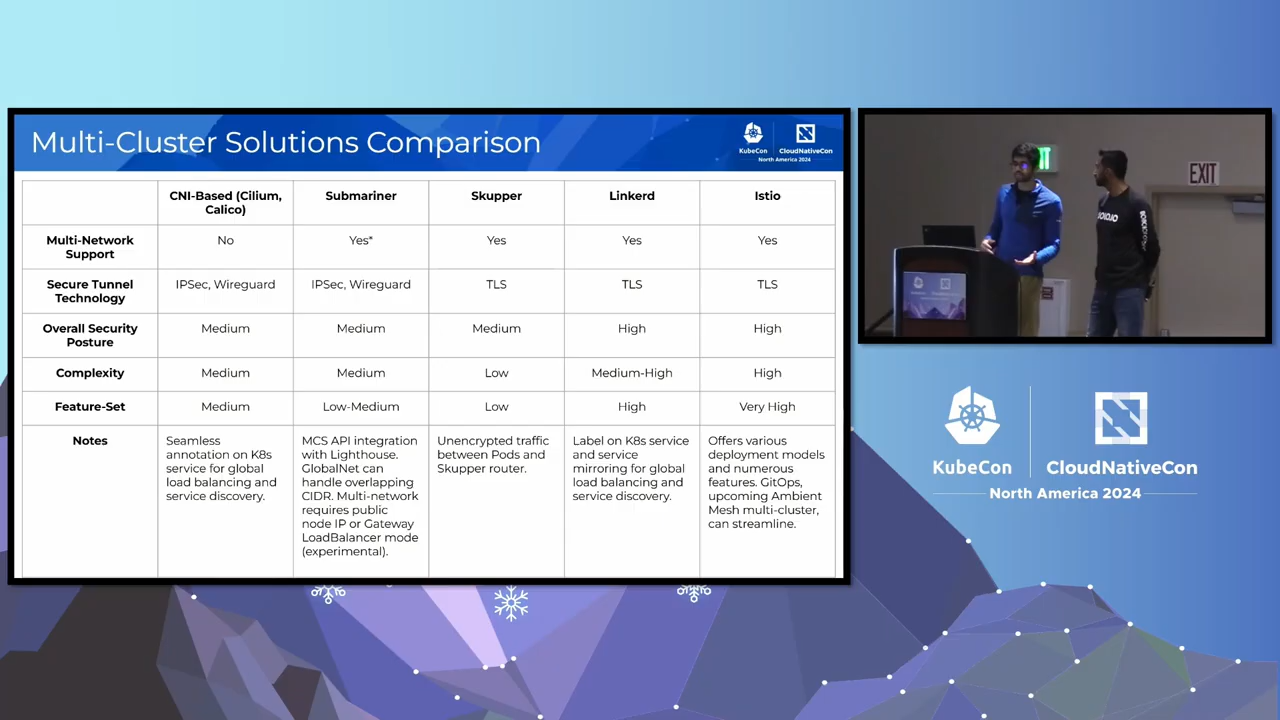 Multi-Cluster Solutions Comparison
KubeCon
CloudNativeCon
North America 2024
CNI-Based (Cilium,
Calico)
Submariner
Skupper
Linkerd
Istio
Multi-Network
Support
No
Yes*
Yes
Yes
Yes
Secure Tunnel
Technology
IPSec, Wireguard
IPSec, Wireguard
TLS
TLS
TLS
Overall Security
Posture
Medium
Medium
Medium
High
High
Complexity
Medium
Medium
Low
Medium-High
High
Feature-Set
Medium
Low-Medium
Low
High
Very High
Notes
Seamless
annotation on K8s
service for global
load balancing and
service discovery.
MCS API integration
with Lighthouse.
GlobalNet can
handle overlapping
CIDR. Multi-network
requires public
node IP or Gateway
LoadBalancer mode
(experimental).
Unencrypted traffic
between Pods and
Skupper router.
Label on K8s service
and service
mirroring for global
load balancing and
service discovery.
Offers various
deployment models
and numerous
features. GitOps,
upcoming Ambient
Mesh multi-cluster,
can streamline.
EXIT
KubeCon
CloudNativeCon
North America 2024